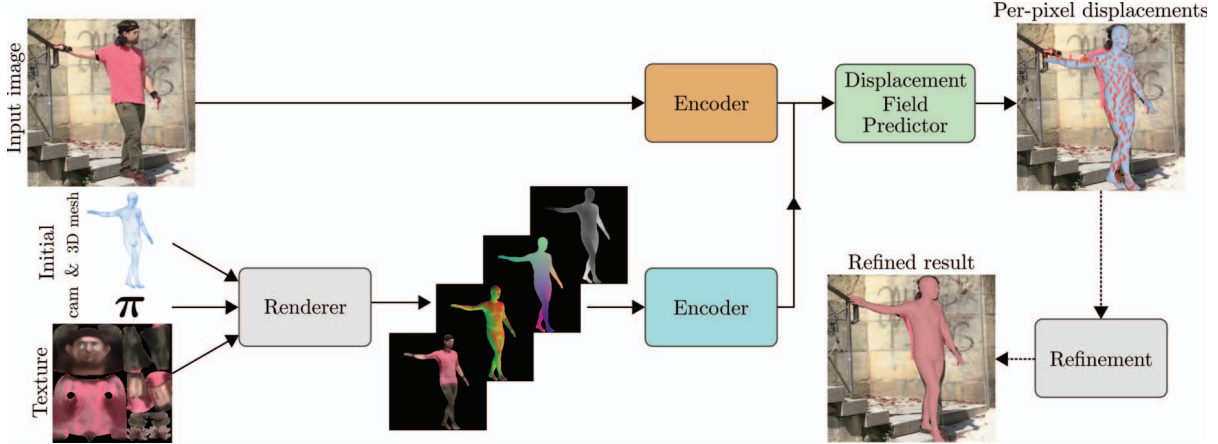 Per-pixel displacements
Input image
Encoder
Displacement
Field
Predictor
Initial
cam & 3D mesh
π
Renderer
Encoder
Refined result
Refinement
Texture